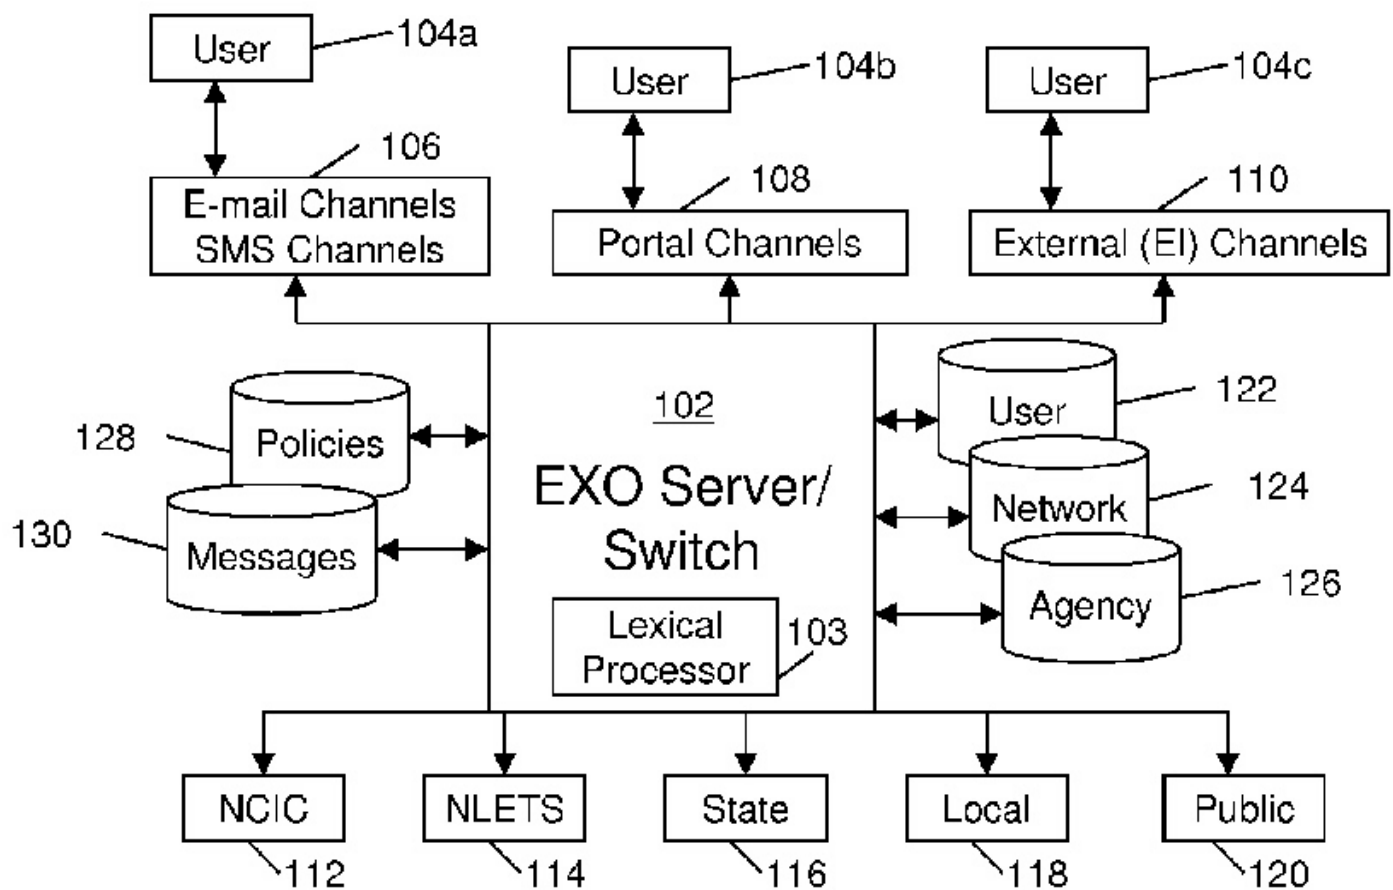 User
104a
User
104b
User
104c
106
E-mail Channels
SMS Channels
108
Portal Channels
110
External (EI) Channels
128
Policies
130
Messages
102
EXO Server/
Switch
Lexical
Processor
103
User
122
Network
124
Agency
126
NCIC
112
NLETS
114
State
116
Local
118
Public
120